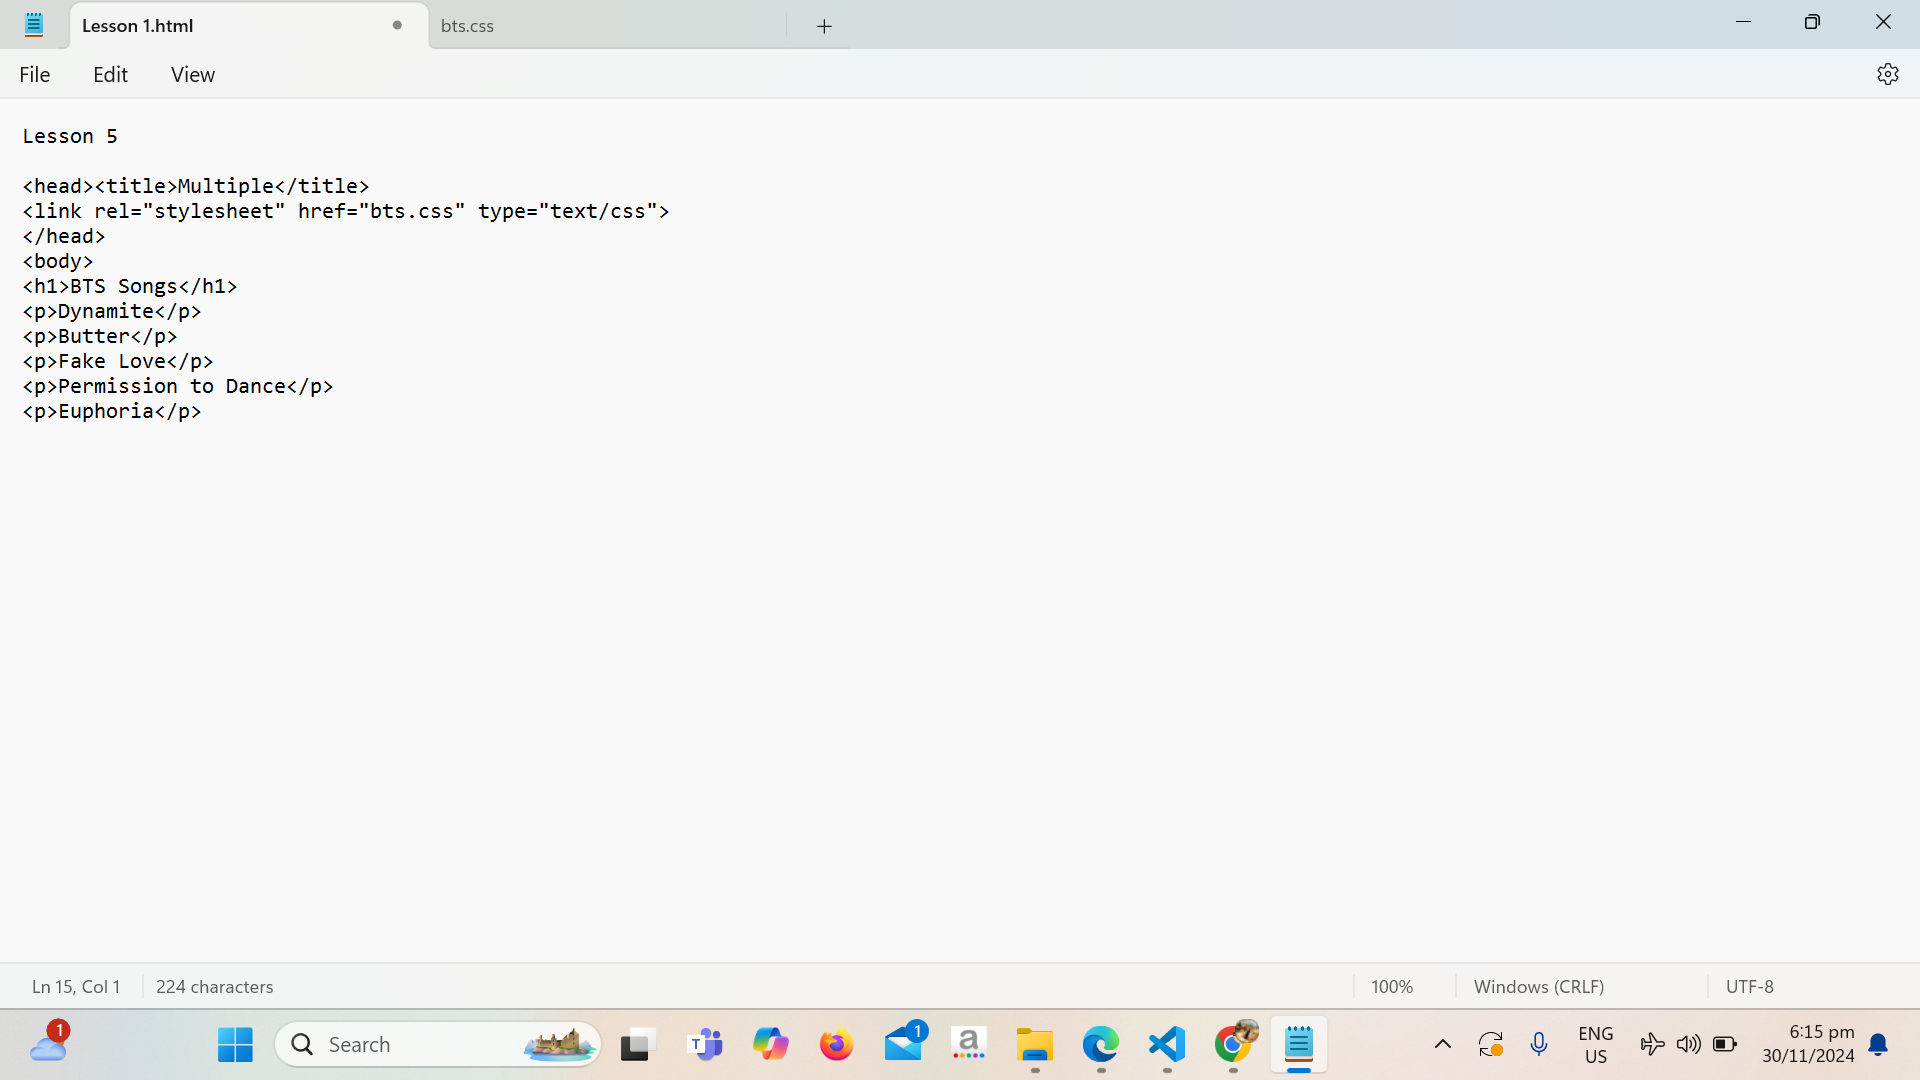 Lesson 1.html
bts.css
File Edit View
Lesson 5
<head><title>Multiple</title>
<link rel="stylesheet" href="bts.css" type="text/css">
</head>
<body>
<h1>BTS Songs</h1>
<p>Dynamite</p>
<p>Butter</p>
<p>Fake Love</p>
<p>Permission to Dance</p>
<p>Euphoria</p>
Ln 15, Col 1
224 characters
100%
Windows (CRLF)
UTF-8
1
Search
T
1
a
ENG
US
6:15 pm
30/11/2024